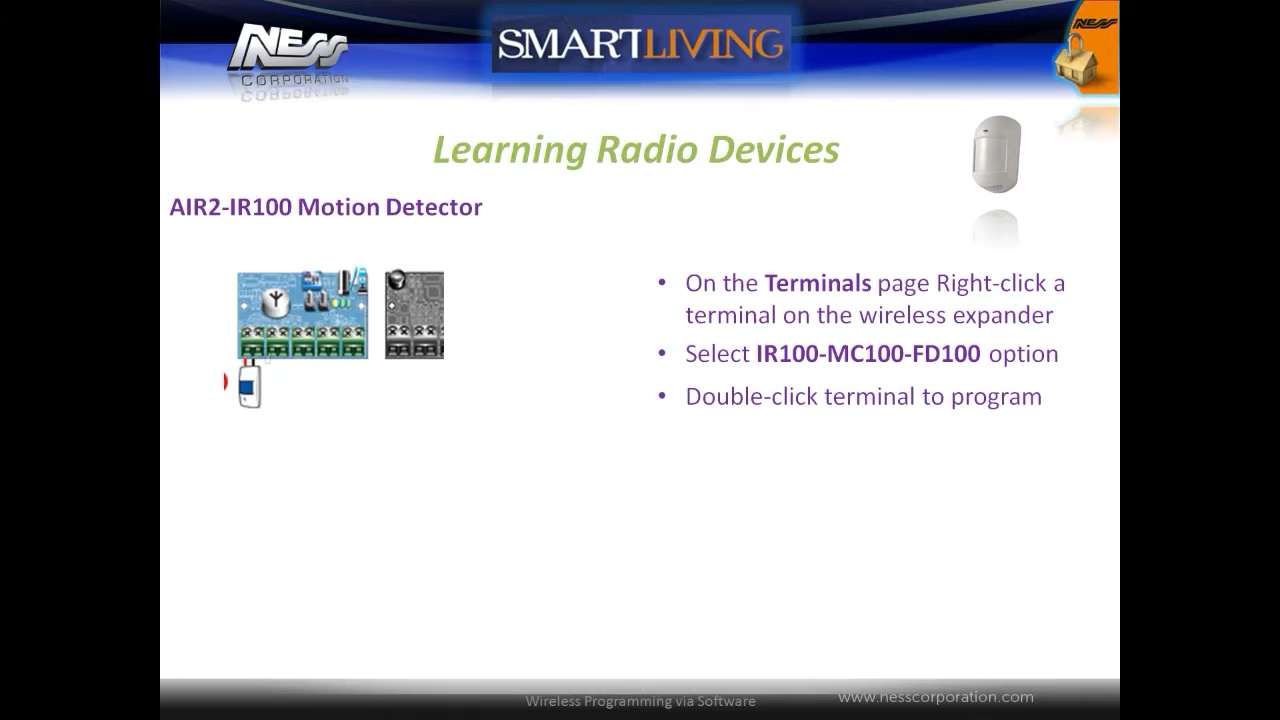 NESS
CORPORATION
SMARTLIVING
NESS
Learning Radio Devices
AIR2-IR100 Motion Detector
• On the Terminals page Right-click a
terminal on the wireless expander
• Select IR100-MC100-FD100 option
• Double-click terminal to program
Wireless Programming via Software
www.nesscorporation.com